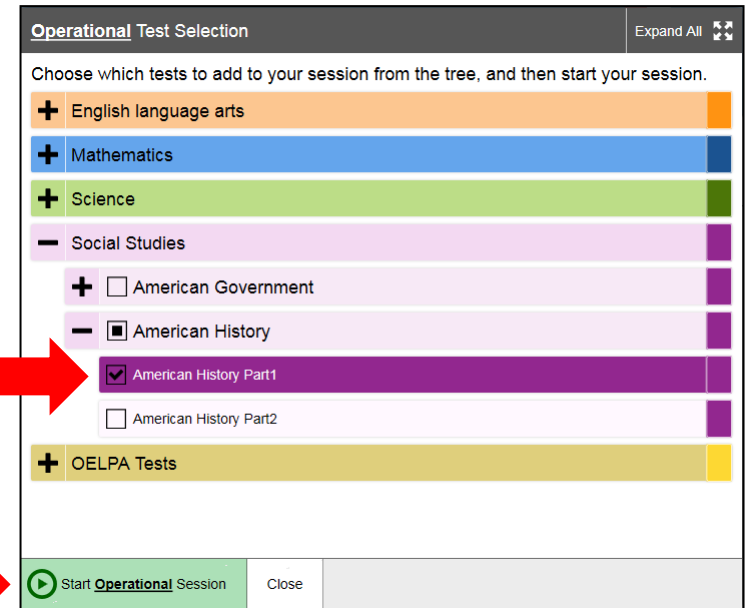 Operational Test Selection
Expand All
Choose which tests to add to your session from the tree, and then start your session.
English language arts
Mathematics
Science
Social Studies
American Government
American History
American History Part1
American History Part2
OELPA Tests
Start Operational Session
Close